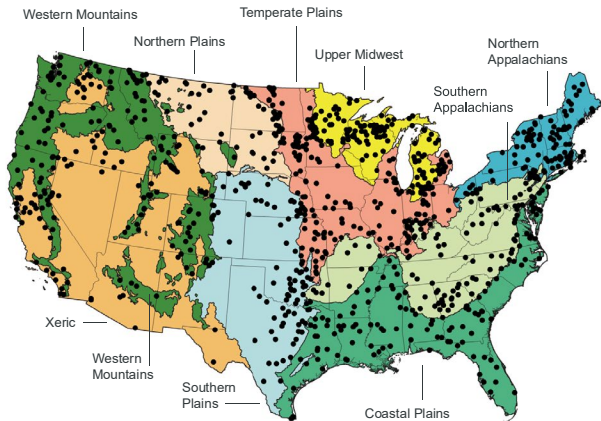 Western Mountains
Temperate Plains
Northern Plains
Upper Midwest
Northern
Appalachians
Southern
Appalachians
Xeric
Western
Mountains
Southern
Plains
Coastal Plains